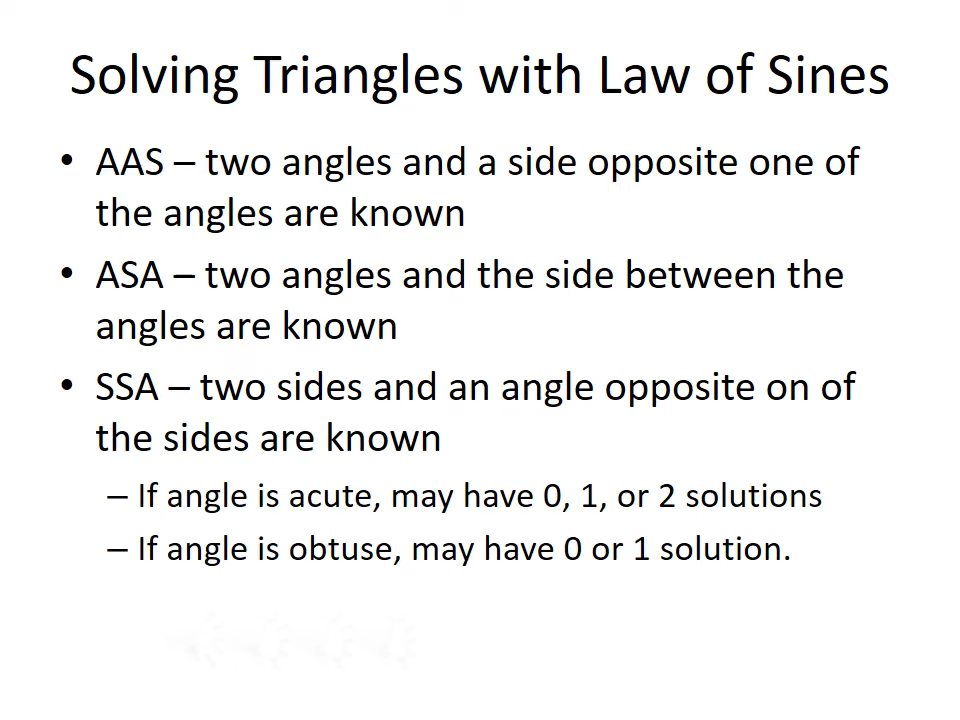 Solving Triangles with Law of Sines
• AAS – two angles and a side opposite one of
the angles are known
• ASA – two angles and the side between the
angles are known
• SSA – two sides and an angle opposite on of
the sides are known
– If angle is acute, may have 0, 1, or 2 solutions
– If angle is obtuse, may have 0 or 1 solution.